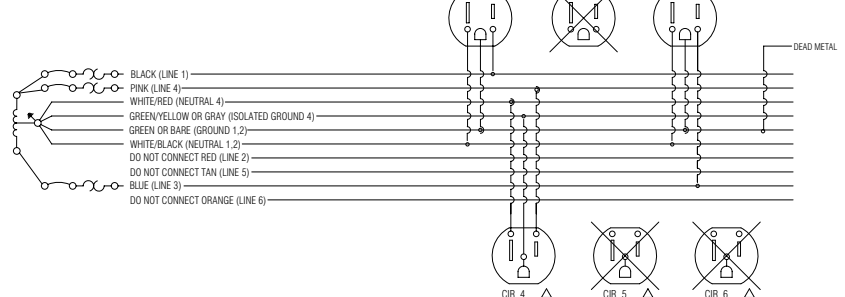 DEAD METAL
BLACK (LINE 1)
PINK (LINE 4)
WHITE/RED (NEUTRAL 4)
GREEN/YELLOW OR GRAY (ISOLATED GROUND 4)
GREEN OR BARE (GROUND 1,2)
WHITE/BLACK (NEUTRAL 1,2)
DO NOT CONNECT RED (LINE 2)
DO NOT CONNECT TAN (LINE 5)
BLUE (LINE 3)
DO NOT CONNECT ORANGE (LINE 6)
CIR. 4
CIR. 5
CIR. 6